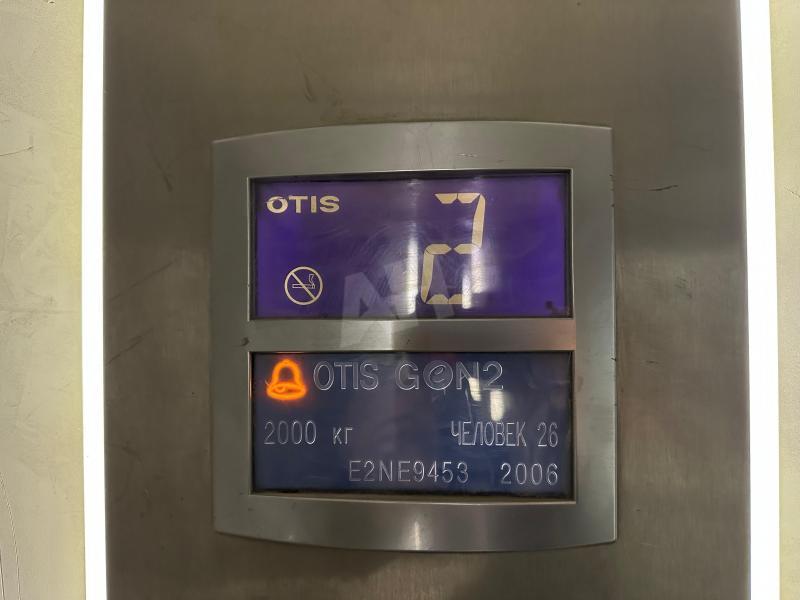 OTIS
2
OTIS GeN2
2000 кг ЧЕЛОВЕК 26
E2NE9453 2006